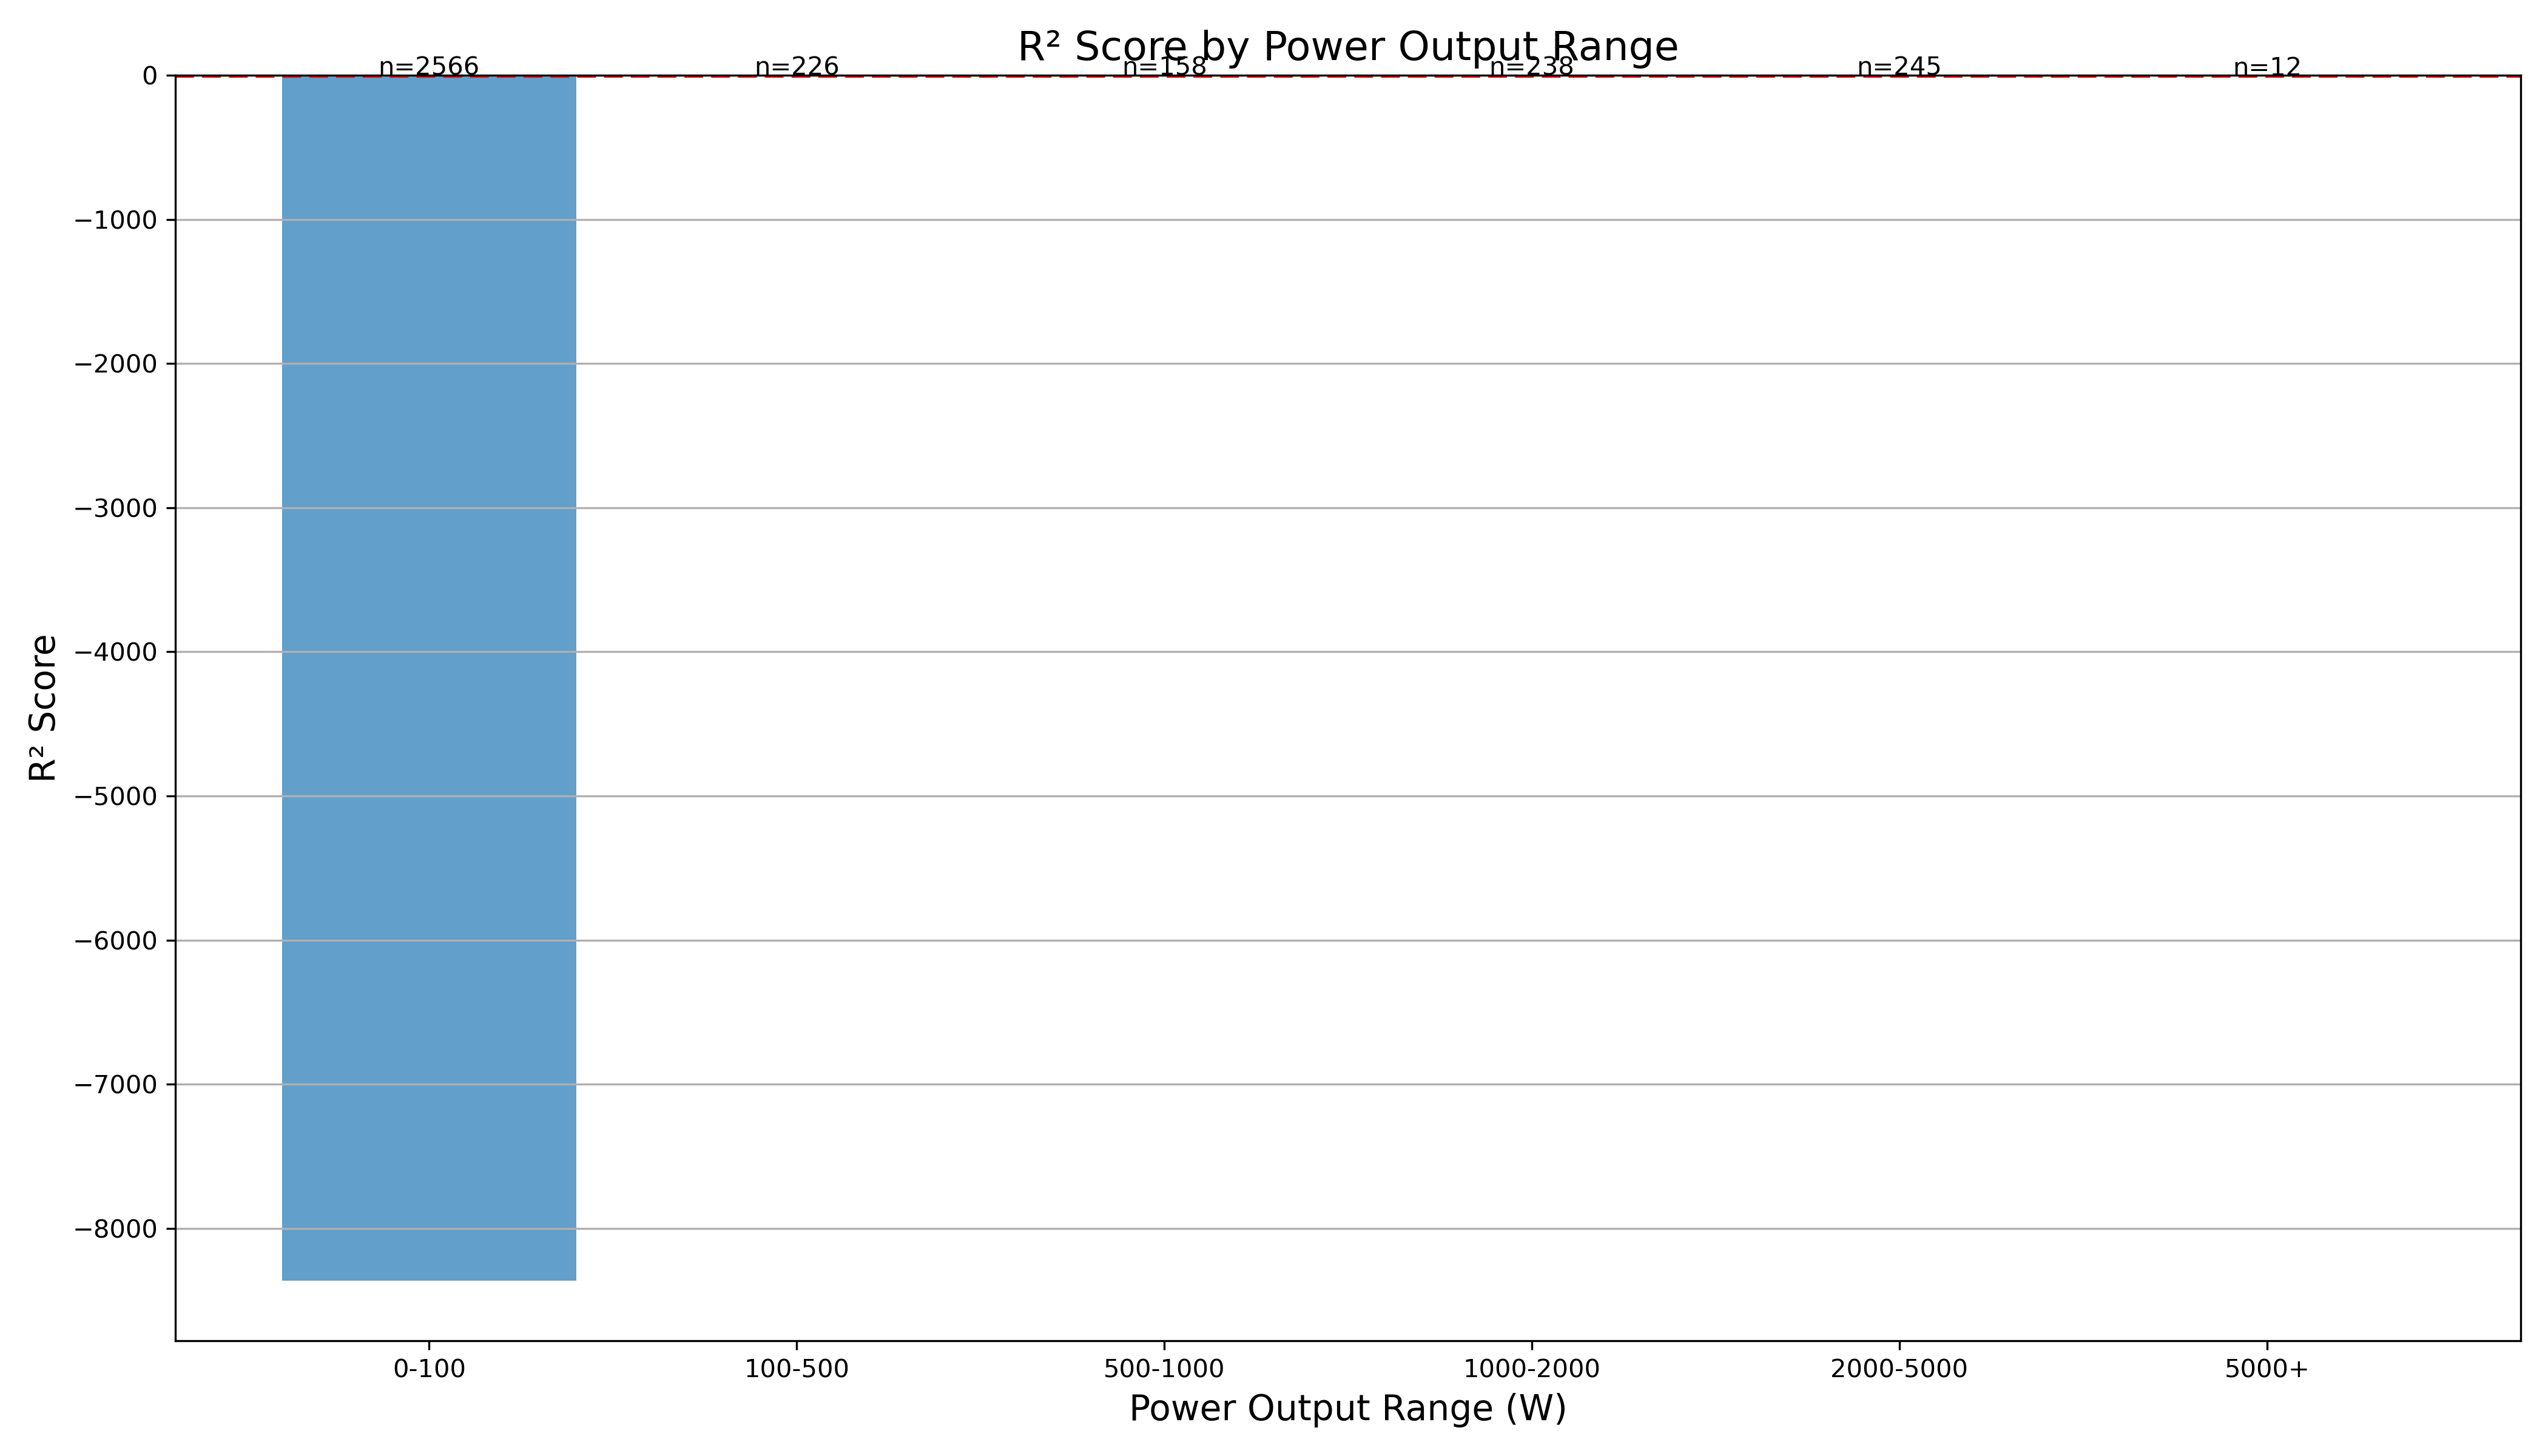 R² Score by Power Output Range
n=2566 n=226 n=158 n=238 n=245 n=12
R² Score
0
−1000
−2000
−3000
−4000
−5000
−6000
−7000
−8000
0-100 100-500 500-1000 1000-2000 2000-5000 5000+
Power Output Range (W)